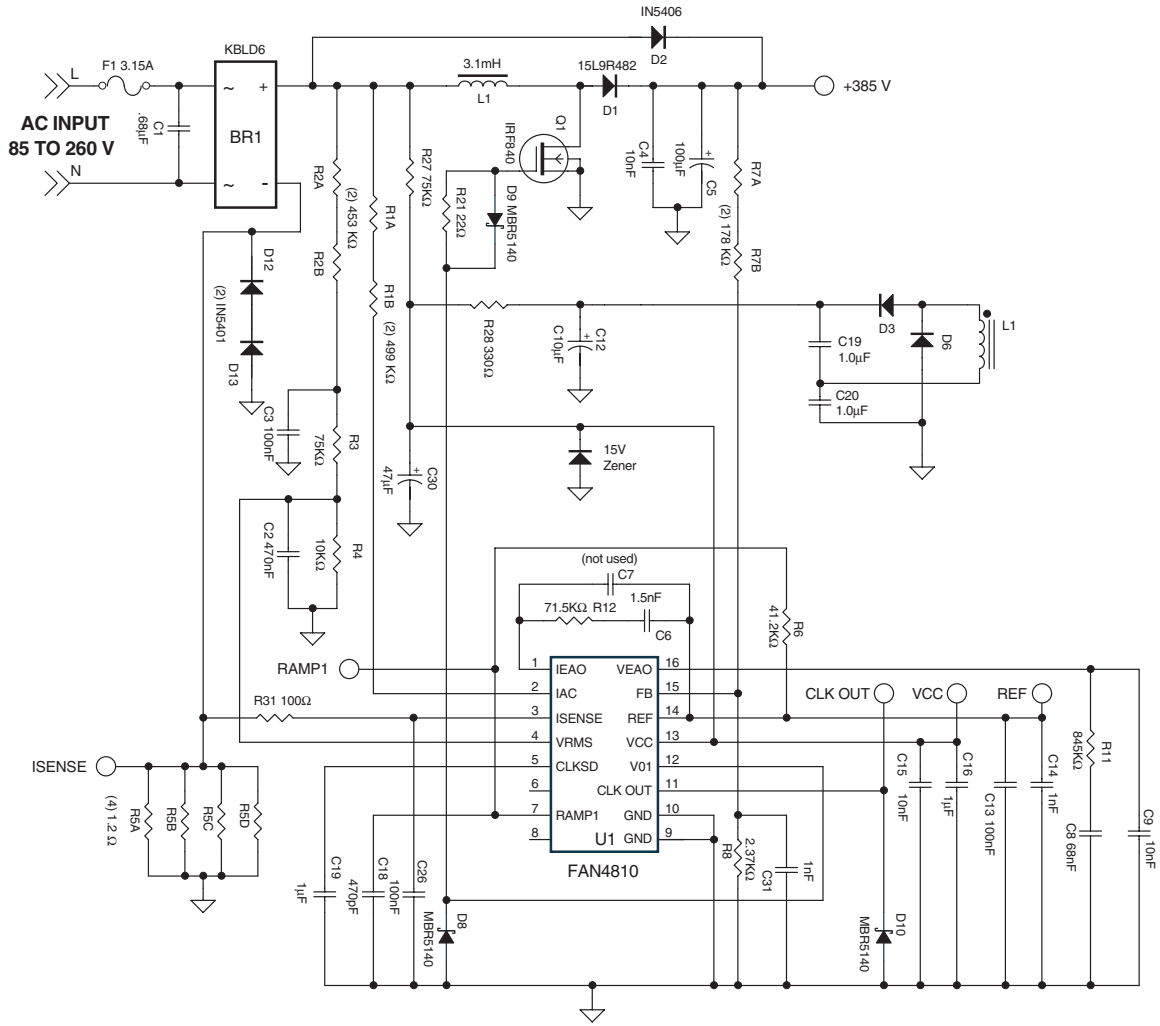 IN5406
D2
KBLD6
F1 3.15A
L
3.1mH
L1
15L9R482
D1
+385 V
~
+
BR1
~
-
AC INPUT
85 TO 260 V
C1
.68µF
N
Q1
IRF840
C4
10nF
100µF
+
C5
R7A
(2) 178 KΩ
R7B
R2A
(2) 453 KΩ
R2B
R1A
R1B
(2) 499 KΩ
R27 75KΩ
R21 22Ω
D9 MBR5140
D12
(2) IN5401
D13
R28 330Ω
+
C12
C10µF
D3
D6
L1
C19
1.0µF
C20
1.0µF
C3 100nF
R3
75KΩ
+
C30
47µF
15V
Zener
C2 470nF
R4
10KΩ
(not used)
C7
1.5nF
71.5KΩ R12
C6
R6
41.2KΩ
RAMP1
1 IEAO
2 IAC
3 ISENSE
4 VRMS
5 CLKSD
6
7 RAMP1
8
VEAO 16
FB 15
REF 14
VCC 13
V01 12
CLK OUT 11
GND 10
GND 9
U1
FAN4810
CLK OUT
VCC
REF
R31 100Ω
ISENSE
R5A
R5B
R5C
R5D
(4) 1.2 Ω
C19
1µF
C18
470pF
C26
100nF
D8
MBR5140
R8
2.37KΩ
C31
1nF
D10
MBR5140
C15
10nF
C16
1µF
C13 100nF
C14
1nF
R11
845KΩ
C8 68nF
C9
10nF